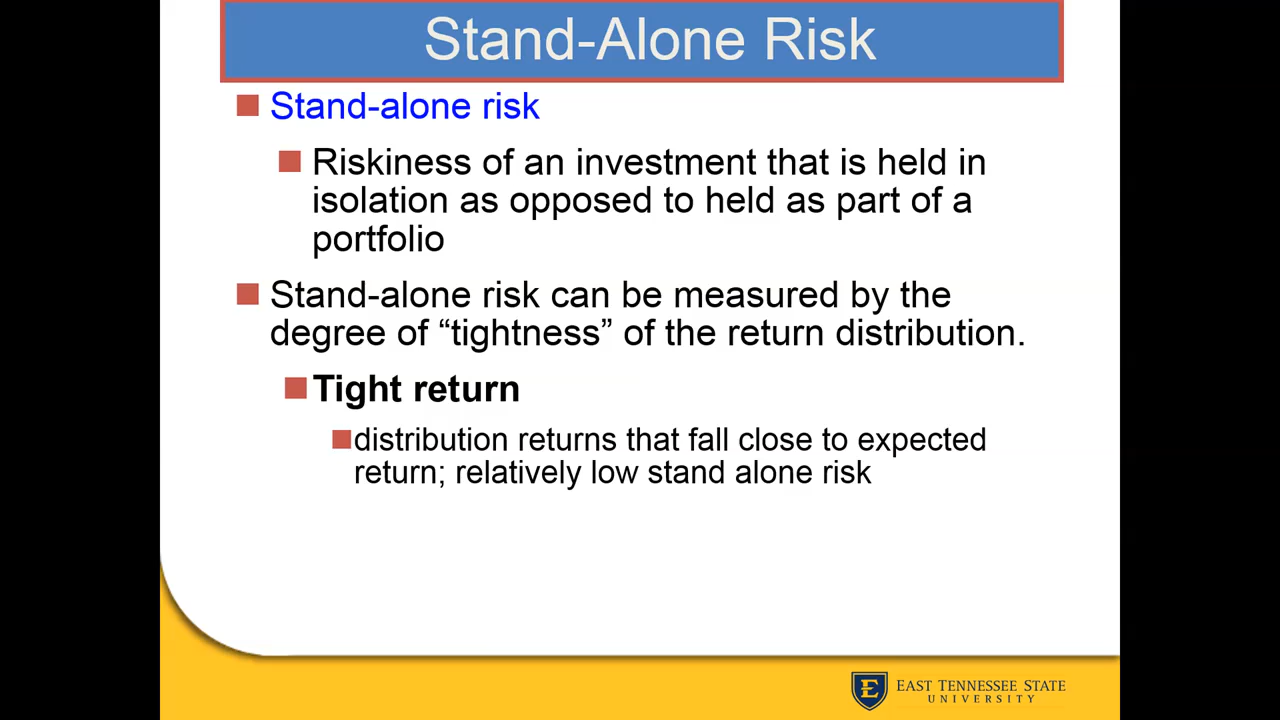 Stand-Alone Risk
Stand-alone risk
Riskiness of an investment that is held in
isolation as opposed to held as part of a
portfolio
Stand-alone risk can be measured by the
degree of “tightness” of the return distribution.
Tight return
distribution returns that fall close to expected
return; relatively low stand alone risk
EAST TENNESSEE STATE
UNIVERSITY